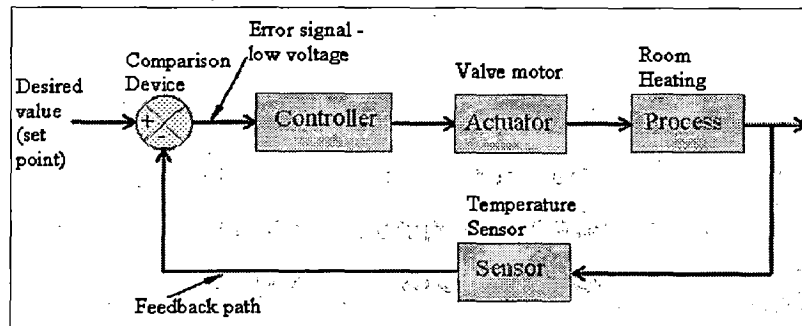 Error signal -
low voltage
Comparison
Device
Desired
value
(set
point)
+
-
Controller
Valve motor
Actuator
Room
Heating
Process
Temperature
Sensor
Sensor
Feedback path